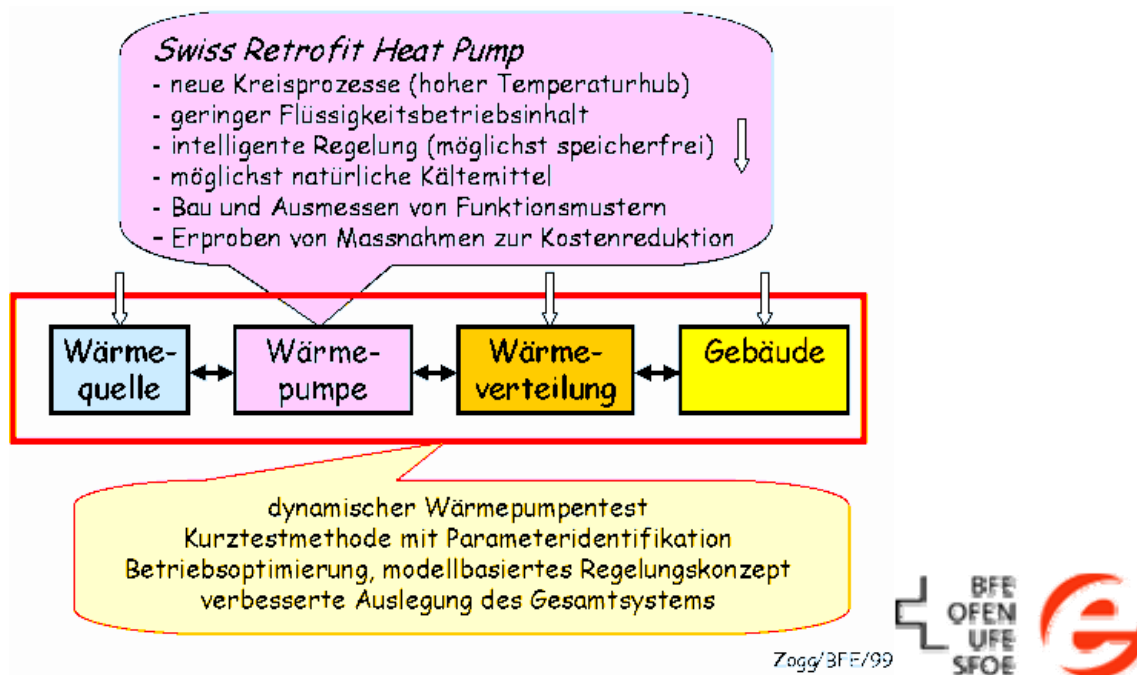 Swiss Retrofit Heat Pump
- neue Kreisprozesse (hoher Temperaturhub)
- geringer Flüssigkeitsbetriebsinhalt
- intelligente Regelung (möglichst speicherfrei)
- möglichst natürliche Kältemittel
- Bau und Ausmessen von Funktionsmustern
- Erproben von Massnahmen zur Kostenreduktion
Wärme-
quelle
Wärme-
pumpe
Wärme-
verteilung
Gebäude
dynamischer Wärmepumpentest
Kurztestmethode mit Parameteridentifikation
Betriebsoptimierung, modellbasiertes Regelungskonzept
verbesserte Auslegung des Gesamtsystems
Zogg/BFE/99
BFE
OFEN
UFE
SFOE
e